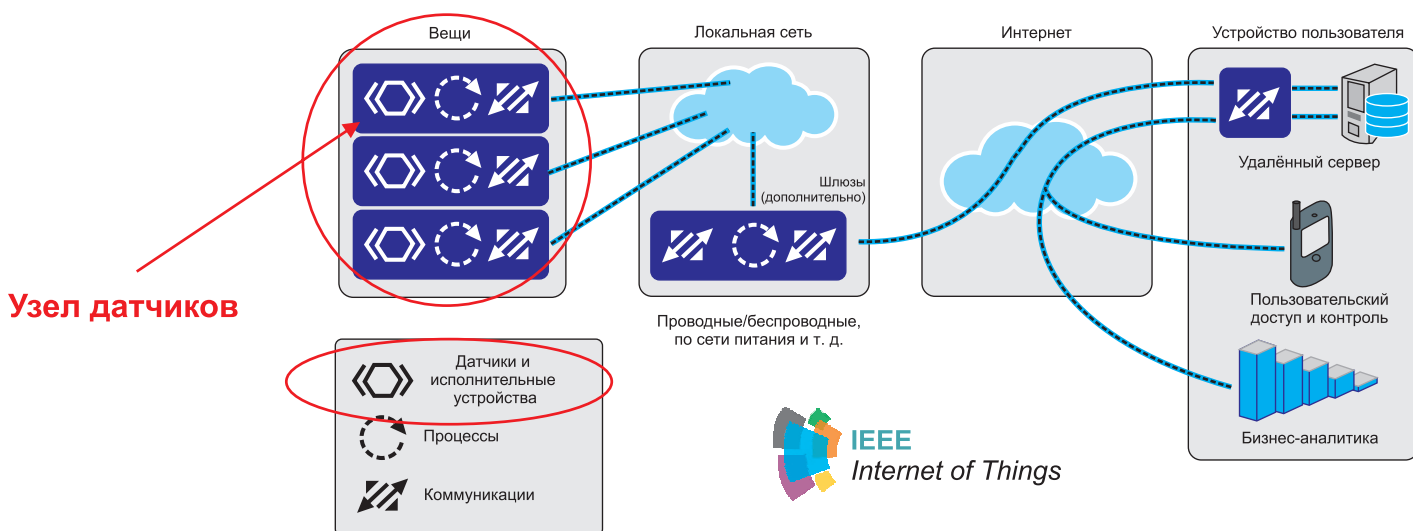 Вещи
Локальная сеть
Интернет
Устройство пользователя
Шлюзы
(дополнительно)
Удалённый сервер
Узел датчиков
Проводные/беспроводные,
по сети питания и т. д.
Пользовательский
доступ и контроль
Датчики и
исполнительные
устройства
Процессы
Коммуникации
IEEE
Internet of Things
Бизнес-аналитика